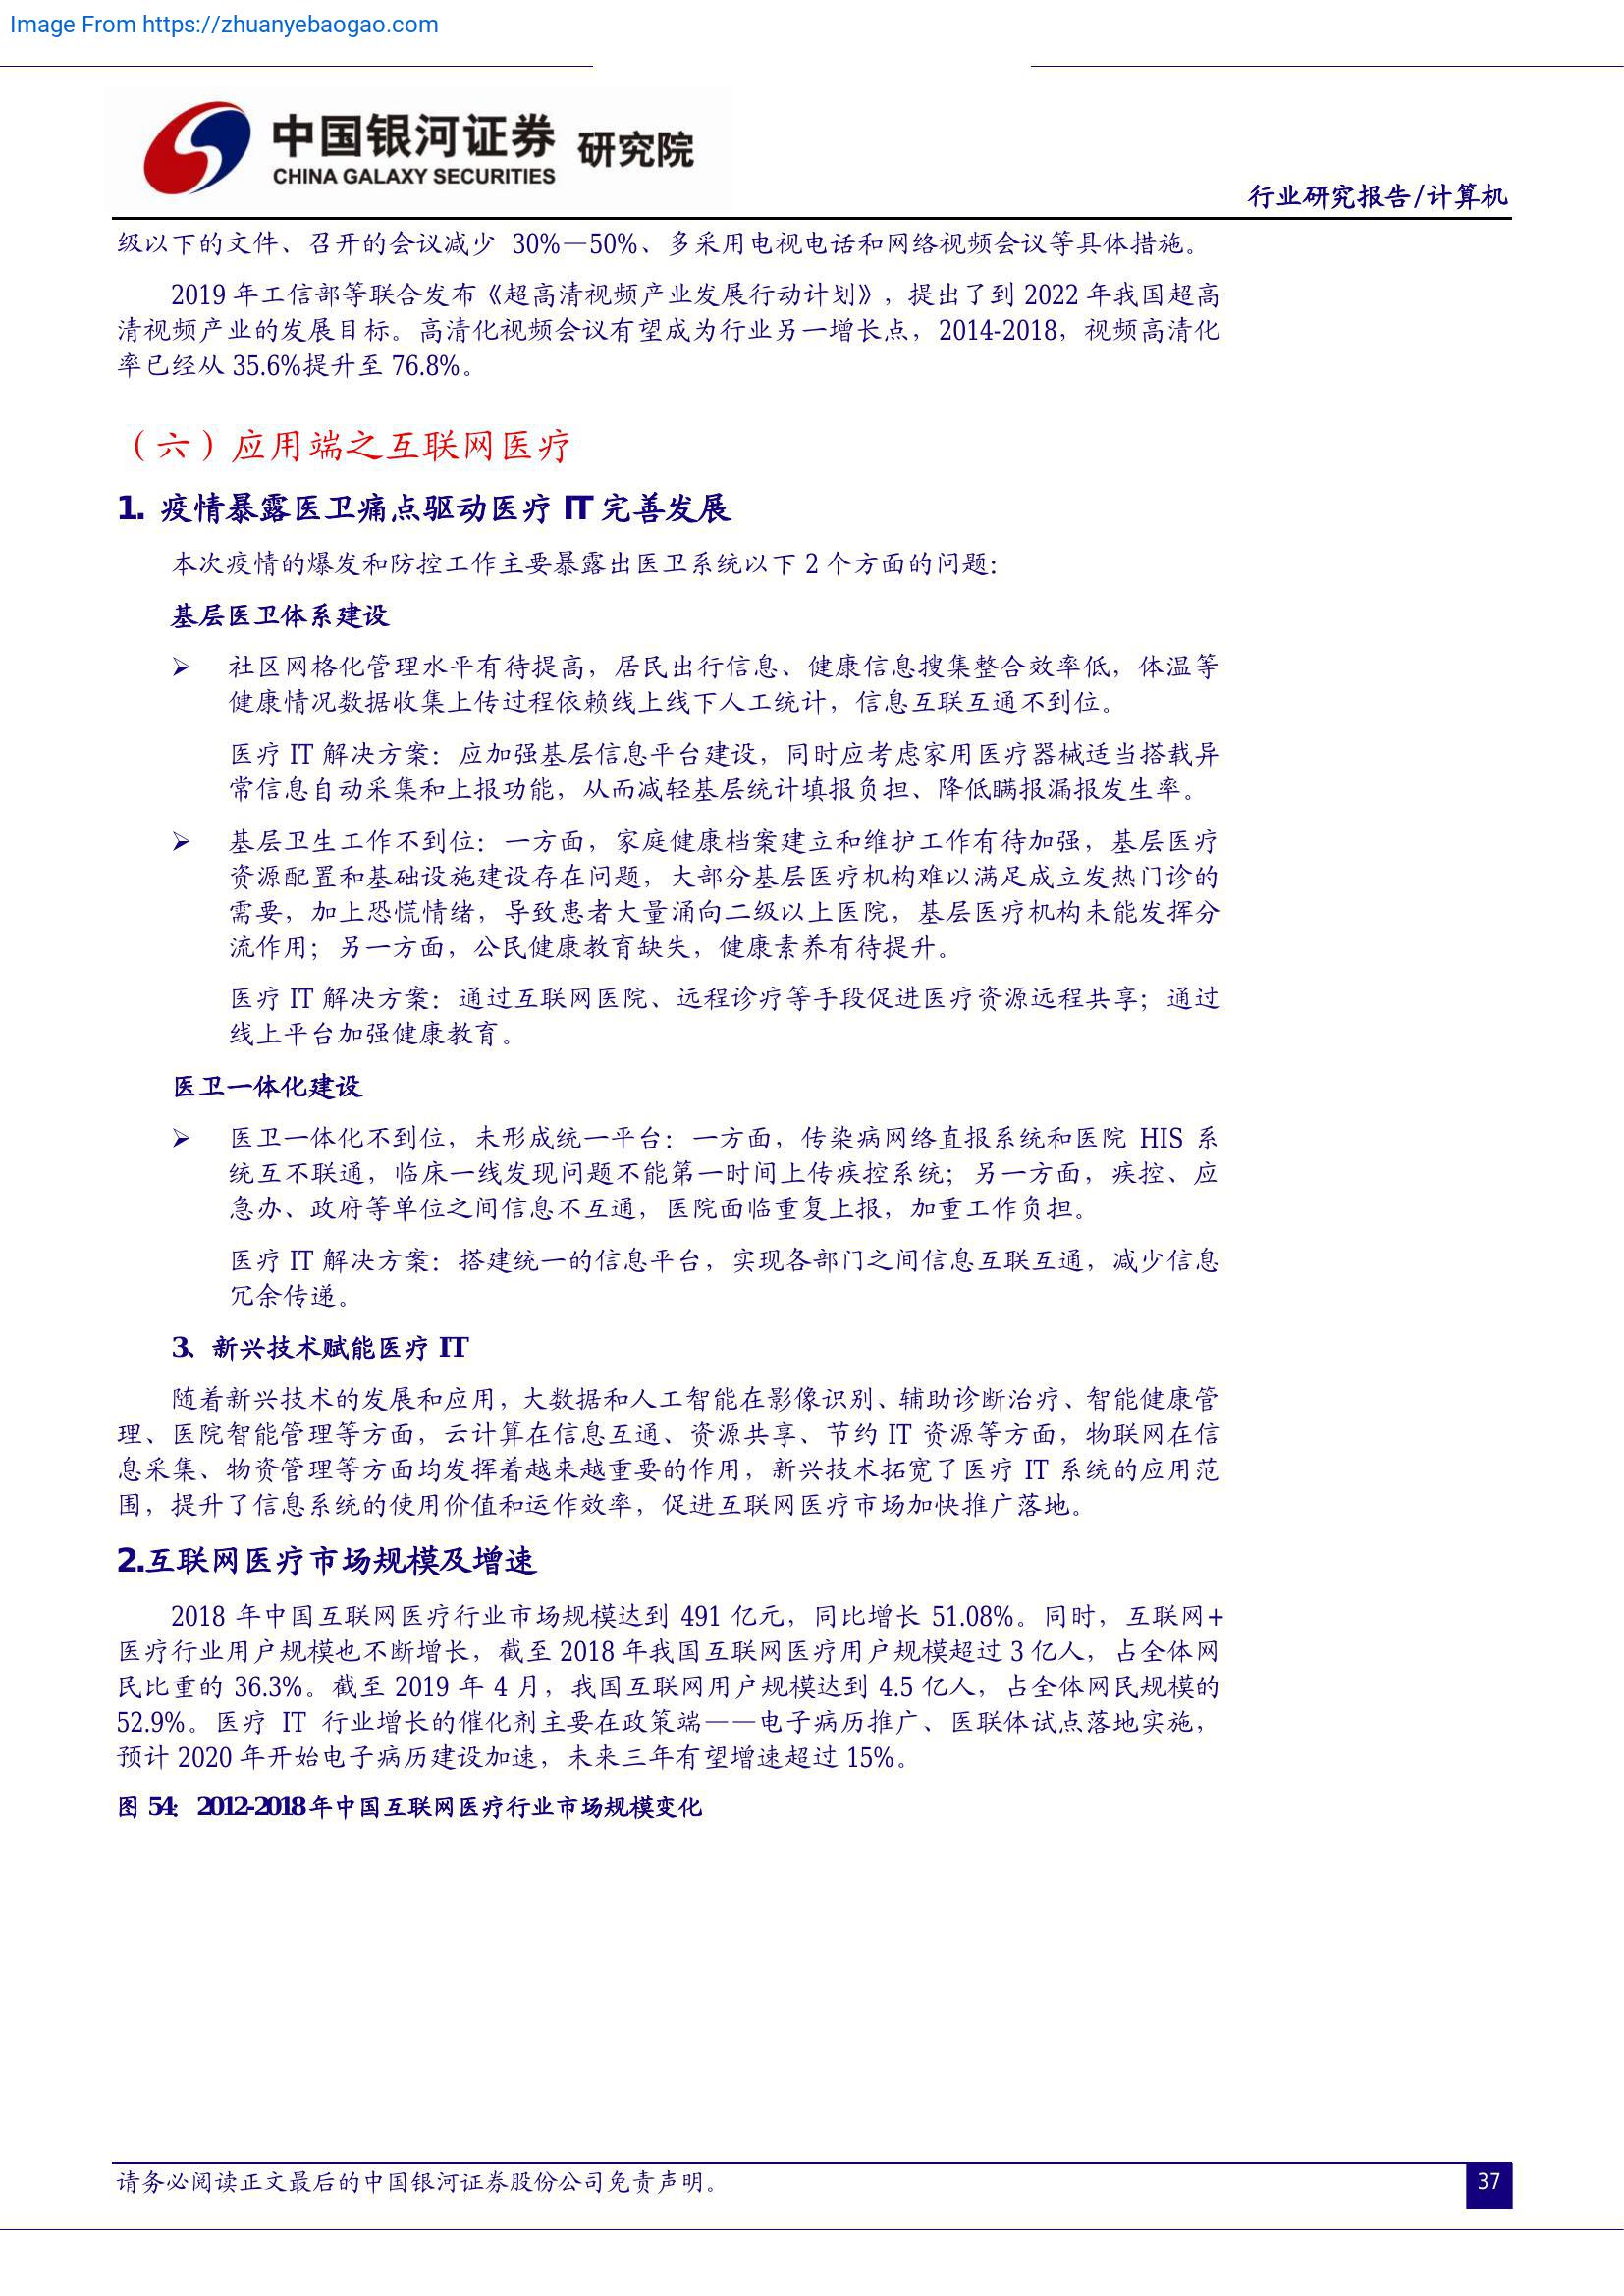 Image From https://zhuanyebaogao.com
中国银河证券 研究院
CHINA GALAXY SECURITIES
行业研究报告/计算机
级以下的文件、召开的会议减少 30%—50%、多采用电视电话和网络视频会议等具体措施。
2019 年工信部等联合发布《超高清视频产业发展行动计划》，提出了到 2022 年我国超高
清视频产业的发展目标。高清化视频会议有望成为行业另一增长点，2014-2018，视频高清化
率已经从 35.6%提升至 76.8%。
（六）应用端之互联网医疗
1. 疫情暴露医卫痛点驱动医疗 IT 完善发展
本次疫情的爆发和防控工作主要暴露出医卫系统以下 2 个方面的问题：
基层医卫体系建设
➢ 社区网格化管理水平有待提高，居民出行信息、健康信息搜集整合效率低，体温等
健康情况数据收集上传过程依赖线上线下人工统计，信息互联互通不到位。
医疗 IT 解决方案：应加强基层信息平台建设，同时应考虑家用医疗器械适当搭载异
常信息自动采集和上报功能，从而减轻基层统计填报负担、降低瞒报漏报发生率。
➢ 基层卫生工作不到位：一方面，家庭健康档案建立和维护工作有待加强，基层医疗
资源配置和基础设施建设存在问题，大部分基层医疗机构难以满足成立发热门诊的
需要，加上恐慌情绪，导致患者大量涌向二级以上医院，基层医疗机构未能发挥分
流作用；另一方面，公民健康教育缺失，健康素养有待提升。
医疗 IT 解决方案：通过互联网医院、远程诊疗等手段促进医疗资源远程共享；通过
线上平台加强健康教育。
医卫一体化建设
➢ 医卫一体化不到位，未形成统一平台：一方面，传染病网络直报系统和医院 HIS 系
统互不联通，临床一线发现问题不能第一时间上传疾控系统；另一方面，疾控、应
急办、政府等单位之间信息不互通，医院面临重复上报，加重工作负担。
医疗 IT 解决方案：搭建统一的信息平台，实现各部门之间信息互联互通，减少信息
冗余传递。
3、新兴技术赋能医疗 IT
随着新兴技术的发展和应用，大数据和人工智能在影像识别、辅助诊断治疗、智能健康管
理、医院智能管理等方面，云计算在信息互通、资源共享、节约 IT 资源等方面，物联网在信
息采集、物资管理等方面均发挥着越来越重要的作用，新兴技术拓宽了医疗 IT 系统的应用范
围，提升了信息系统的使用价值和运作效率，促进互联网医疗市场加快推广落地。
2.互联网医疗市场规模及增速
2018 年中国互联网医疗行业市场规模达到 491 亿元，同比增长 51.08%。同时，互联网+
医疗行业用户规模也不断增长，截至 2018 年我国互联网医疗用户规模超过 3 亿人，占全体网
民比重的 36.3%。截至 2019 年 4 月，我国互联网用户规模达到 4.5 亿人，占全体网民规模的
52.9%。医疗 IT 行业增长的催化剂主要在政策端——电子病历推广、医联体试点落地实施，
预计 2020 年开始电子病历建设加速，未来三年有望增速超过 15%。
图 54：2012-2018 年中国互联网医疗行业市场规模变化
请务必阅读正文最后的中国银河证券股份公司免责声明。
37